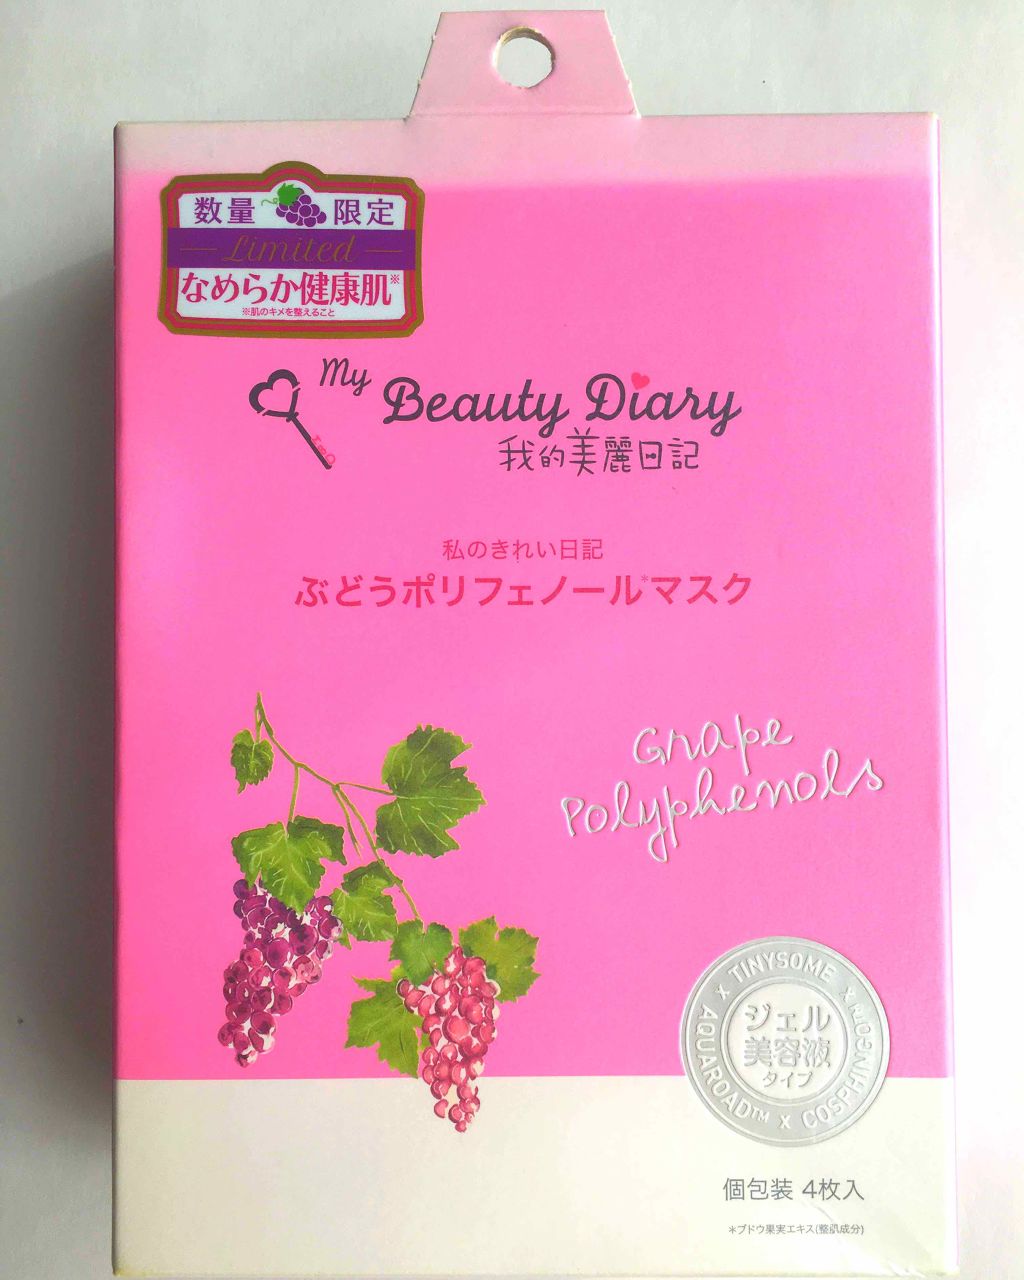 数量 限定
Limited
なめらか健康肌※
※肌のキメを整えること
My
Beauty Diary
我的美麗日記
私のきれい日記
ぶどうポリフェノール*マスク
Grape
Polyphenols
x TINYSOME x COSPHINGORIN x AQUAROAD™
ジェル
美容液
タイプ
個包装 4枚入
*ブドウ果実エキス(整肌成分)